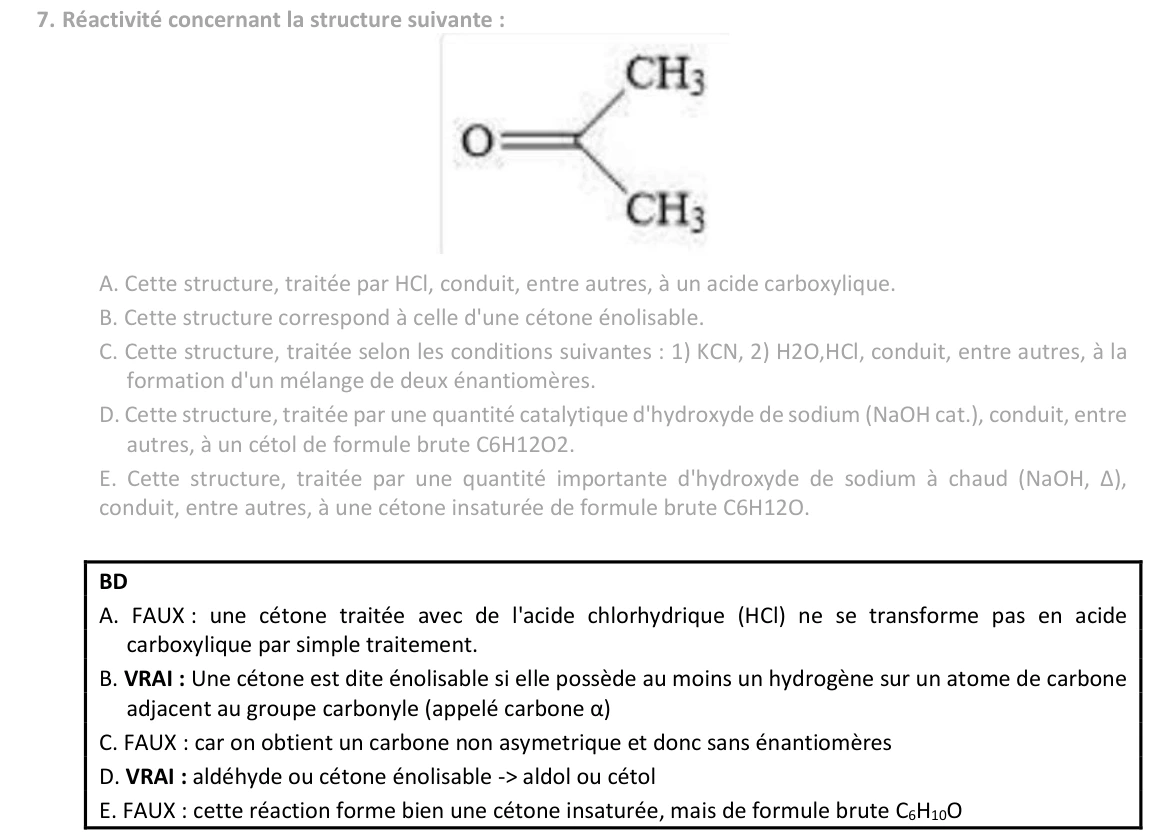 7. Réactivité concernant la structure suivante :
CH3
O
CH3
A. Cette structure, traitée par HCl, conduit, entre autres, à un acide carboxylique.
B. Cette structure correspond à celle d'une cétone énolisable.
C. Cette structure, traitée selon les conditions suivantes : 1) KCN, 2) H2O,HCl, conduit, entre autres, à la
formation d'un mélange de deux énantiomères.
D. Cette structure, traitée par une quantité catalytique d'hydroxyde de sodium (NaOH cat.), conduit, entre
autres, à un cétol de formule brute C6H12O2.
E. Cette structure, traitée par une quantité importante d'hydroxyde de sodium à chaud (NaOH, Δ),
conduit, entre autres, à une cétone insaturée de formule brute C6H12O.
BD
A. FAUX : une cétone traitée avec de l'acide chlorhydrique (HCl) ne se transforme pas en acide
carboxylique par simple traitement.
B. VRAI : Une cétone est dite énolisable si elle possède au moins un hydrogène sur un atome de carbone
adjacent au groupe carbonyle (appelé carbone α)
C. FAUX : car on obtient un carbone non asymetrique et donc sans énantiomères
D. VRAI : aldéhyde ou cétone énolisable -> aldol ou cétol
E. FAUX : cette réaction forme bien une cétone insaturée, mais de formule brute C₆H₁₀O